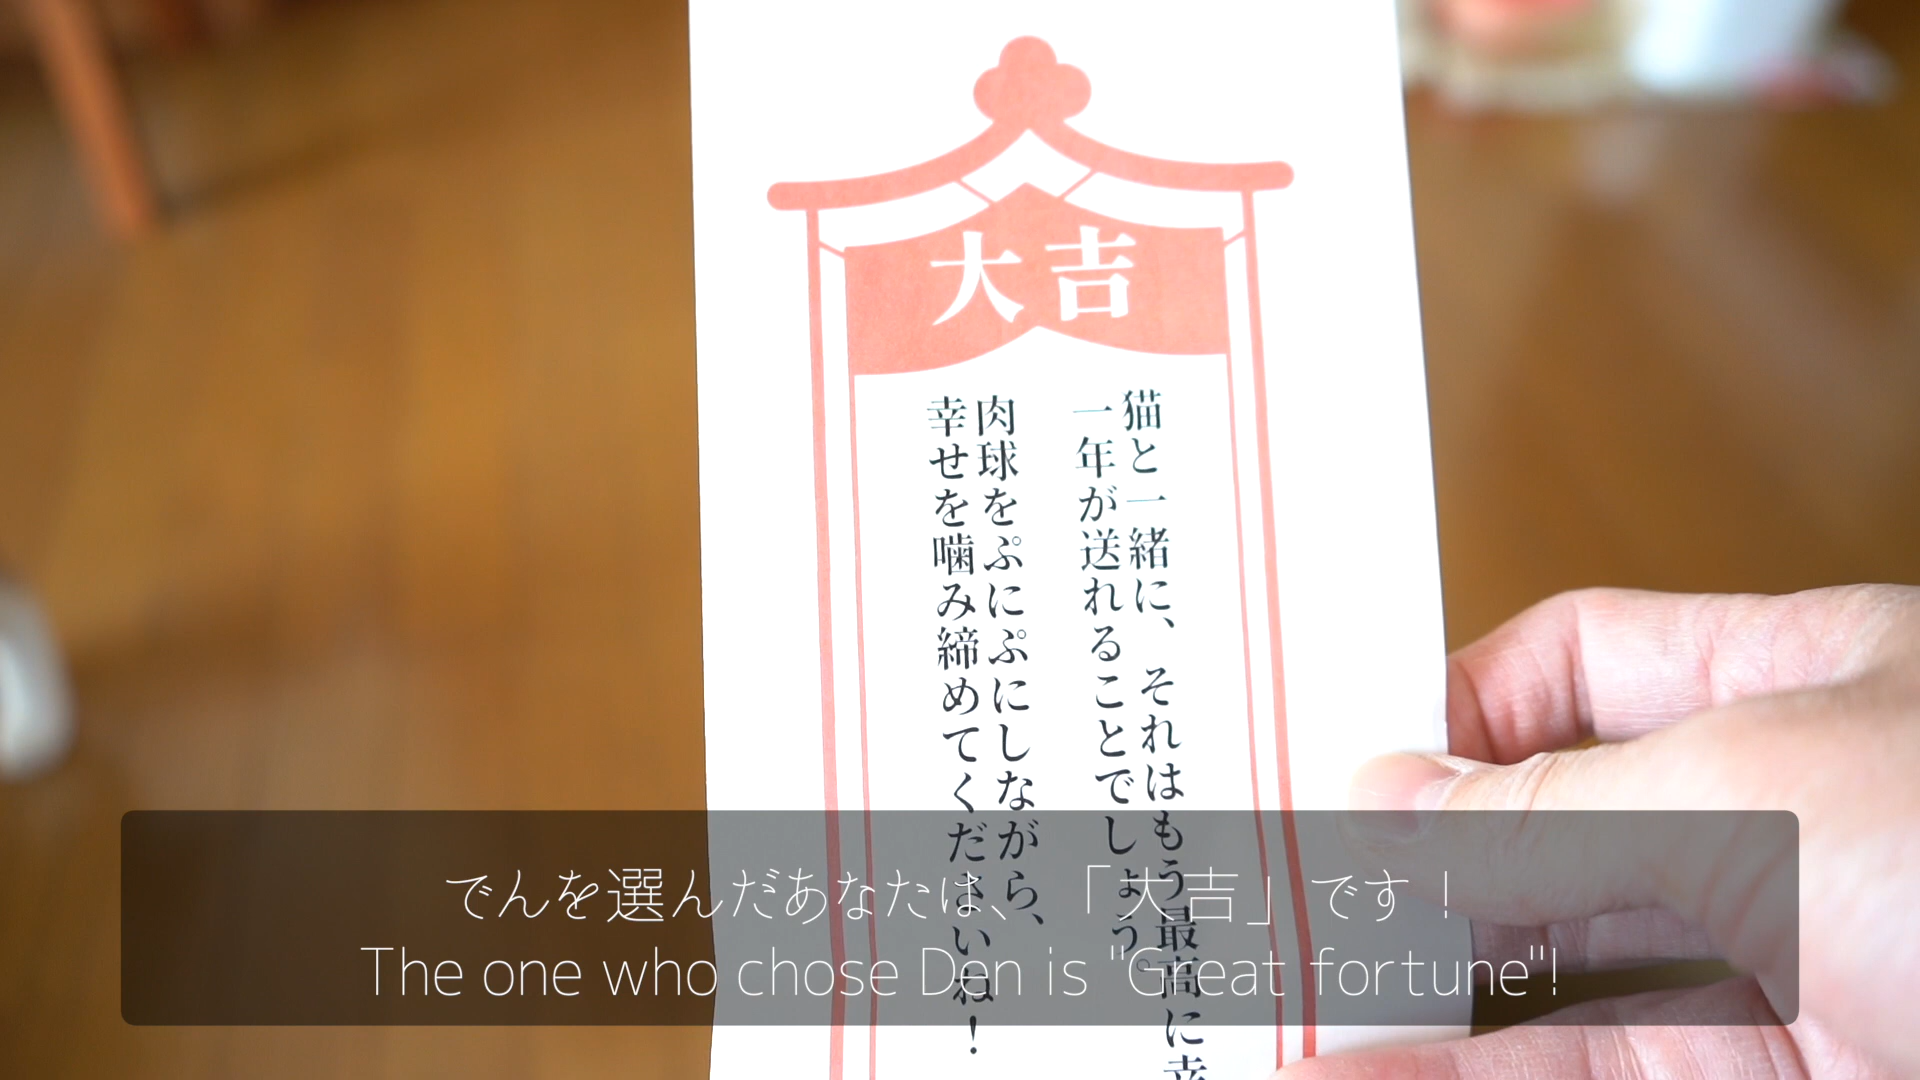 大吉
猫と一緒に、それはもう最高に幸
一年が送れることでしょう。
肉球をぷにぷにしながら、
幸せを噛み締めてくださいね！
でんを選んだあなたは、「大吉」です！
The one who chose Den is "Great fortune"!